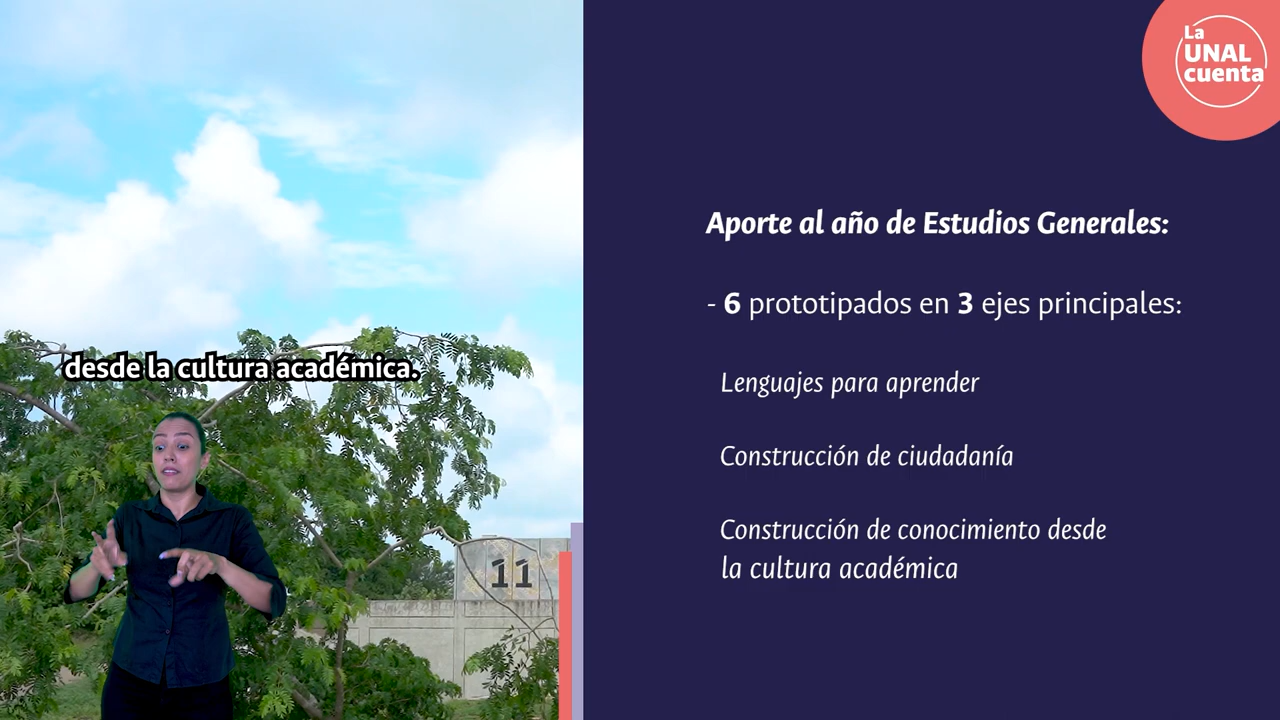 La
UNAL
cuenta
Aporte al año de Estudios Generales:
- 6 prototipados en 3 ejes principales:
desde la cultura académica.
Lenguajes para aprender
Construcción de ciudadanía
Construcción de conocimiento desde
la cultura académica
11